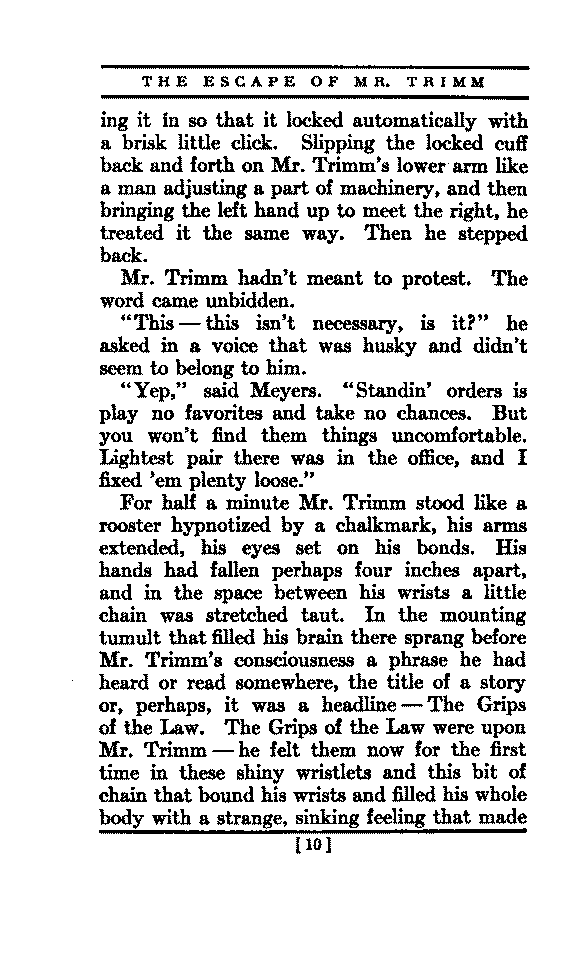 THE ESCAPE OF MR. TRIMM
ing it in so that it locked automatically with
a brisk little click. Slipping the locked cuff
back and forth on Mr. Trimm's lower arm like
a man adjusting a part of machinery, and then
bringing the left hand up to meet the right, he
treated it the same way. Then he stepped
back.
Mr. Trimm hadn't meant to protest. The
word came unbidden.
"This — this isn't necessary, is it?" he
asked in a voice that was husky and didn't
seem to belong to him.
"Yep," said Meyers. "Standin' orders is
play no favorites and take no chances. But
you won't find them things uncomfortable.
Lightest pair there was in the office, and I
fixed 'em plenty loose."
For half a minute Mr. Trimm stood like a
rooster hypnotized by a chalkmark, his arms
extended, his eyes set on his bonds. His
hands had fallen perhaps four inches apart,
and in the space between his wrists a little
chain was stretched taut. In the mounting
tumult that filled his brain there sprang before
Mr. Trimm's consciousness a phrase he had
heard or read somewhere, the title of a story
or, perhaps, it was a headline — The Grips
of the Law. The Grips of the Law were upon
Mr. Trimm — he felt them now for the first
time in these shiny wristlets and this bit of
chain that bound his wrists and filled his whole
body with a strange, sinking feeling that made
[10]